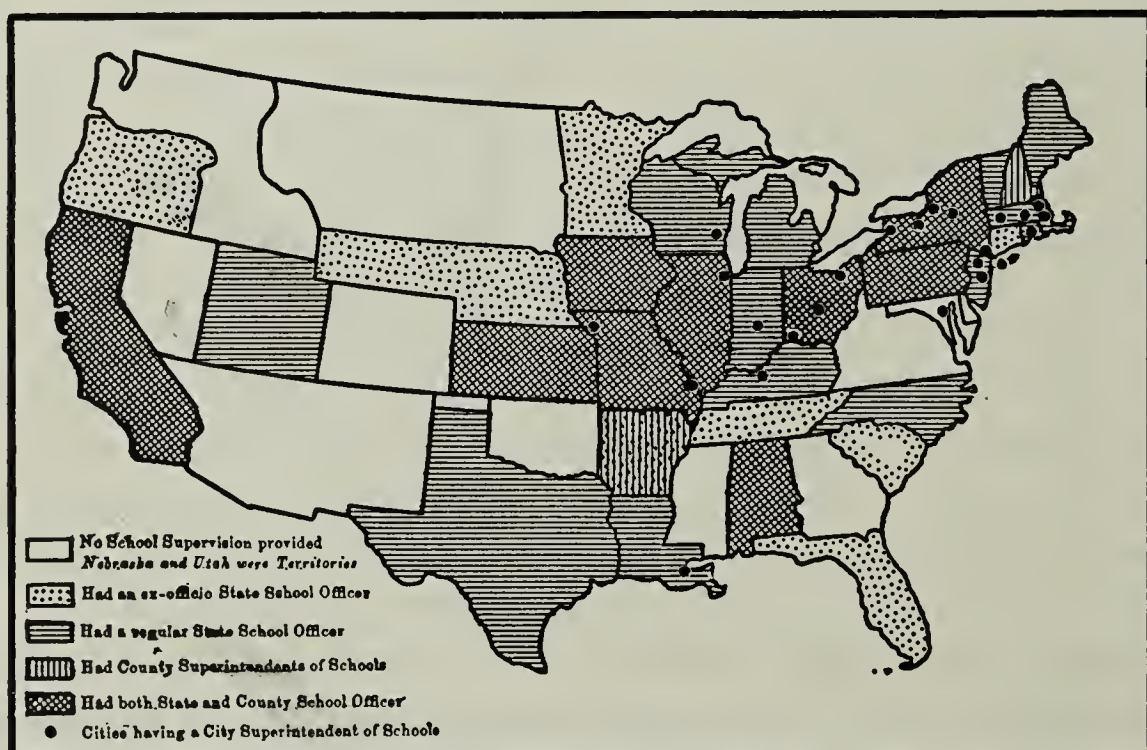 No School Supervision provided
Nebraska and Utah were Territories
Had an ex-officio State School Officer
Had a regular State School Officer
Had County Superintendents of Schools
Had both State and County School Officer
Cities having a City Superintendent of Schools